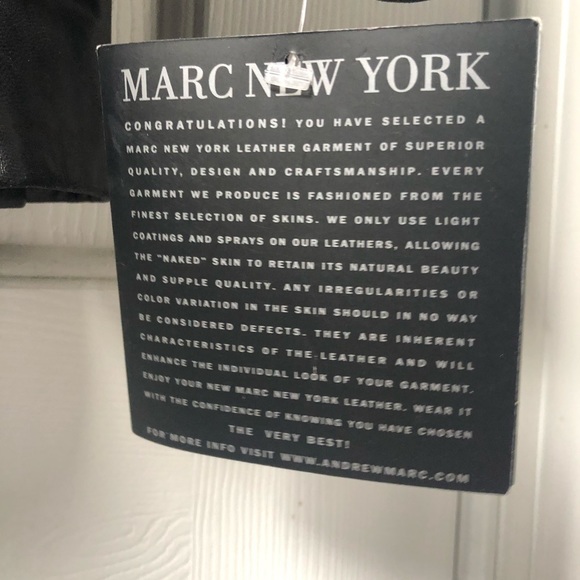 MARC NEW YORK
CONGRATULATIONS! YOU HAVE SELECTED A
MARC NEW YORK LEATHER GARMENT OF SUPERIOR
QUALITY, DESIGN AND CRAFTSMANSHIP. EVERY
GARMENT WE PRODUCE IS FASHIONED FROM THE
FINEST SELECTION OF SKINS. WE ONLY USE LIGHT
COATINGS AND SPRAYS ON OUR LEATHERS, ALLOWING
THE "NAKED" SKIN TO RETAIN ITS NATURAL BEAUTY
AND SUPPLE QUALITY. ANY IRREGULARITIES OR
COLOR VARIATION IN THE SKIN SHOULD IN NO WAY
BE CONSIDERED DEFECTS. THEY ARE INHERENT
CHARACTERISTICS OF THE LEATHER AND WILL
ENHANCE THE INDIVIDUAL LOOK OF YOUR GARMENT.
ENJOY YOUR NEW MARC NEW YORK LEATHER. WEAR IT
WITH THE CONFIDENCE OF KNOWING YOU HAVE CHOSEN
THE VERY BEST!
FOR MORE INFO VISIT WWW.ANDREWMARC.COM